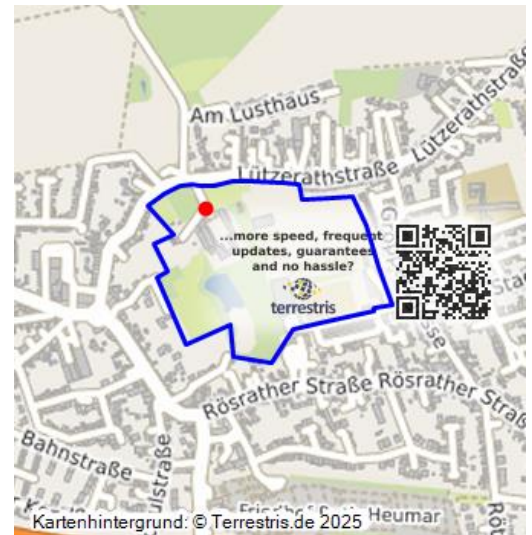 Am Lusthaus
Lützerathstraße
Lützerathstraße
...more speed, frequent
updates, guarantees
and no hassle?
terrestris
Rösrather Straße
Rösrather Straße
Bahnstraße
Heumar
Kartenhintergrund: © Terrestris.de 2025